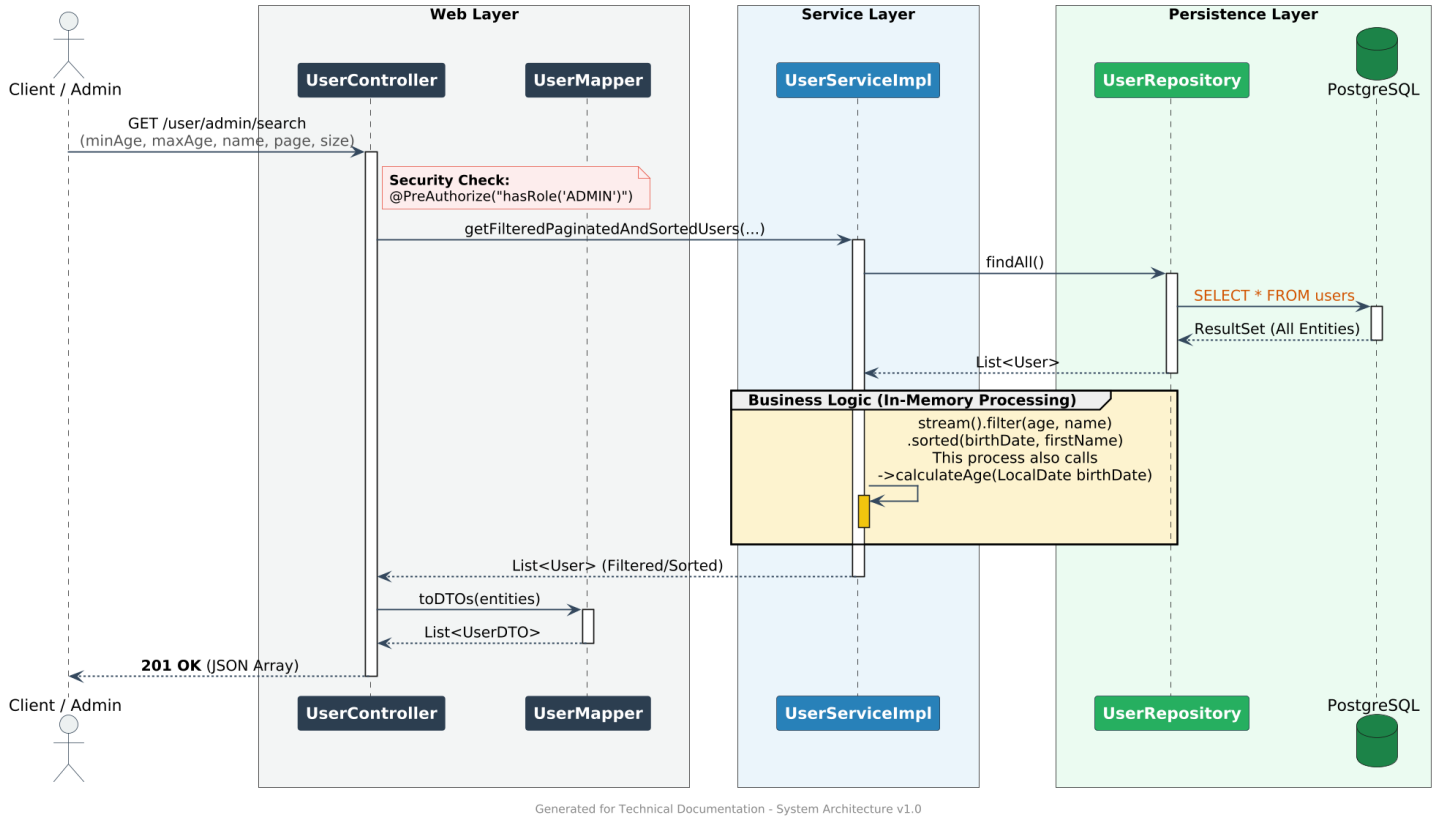 Web Layer
Service Layer
Persistence Layer
Client / Admin
UserController
UserMapper
UserServiceImpl
UserRepository
PostgreSQL
GET /user/admin/search
(minAge, maxAge, name, page, size)
Security Check:
@PreAuthorize("hasRole('ADMIN')")
getFilteredPaginatedAndSortedUsers(...)
findAll()
SELECT * FROM users
ResultSet (All Entities)
List<User>
Business Logic (In-Memory Processing)
stream().filter(age, name)
.sorted(birthDate, firstName)
This process also calls
->calculateAge(LocalDate birthDate)
List<User> (Filtered/Sorted)
toDTOs(entities)
List<UserDTO>
201 OK (JSON Array)
Client / Admin
UserController
UserMapper
UserServiceImpl
UserRepository
PostgreSQL
Generated for Technical Documentation - System Architecture v1.0